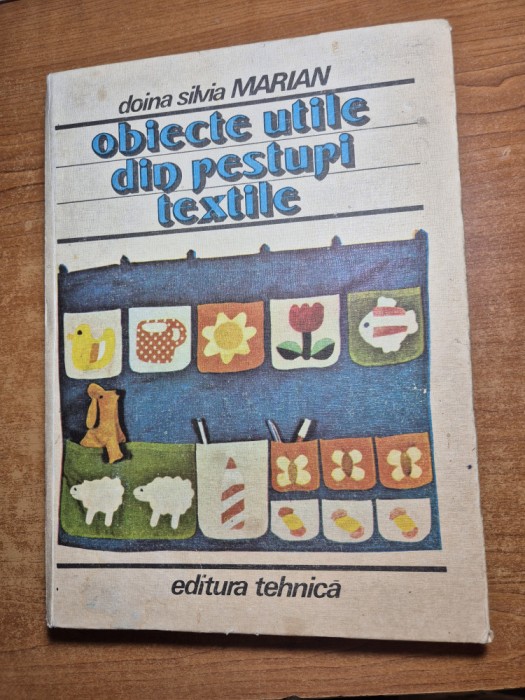 doina silvia MARIAN
obiecte utile
din resturi
textile
editura tehnică